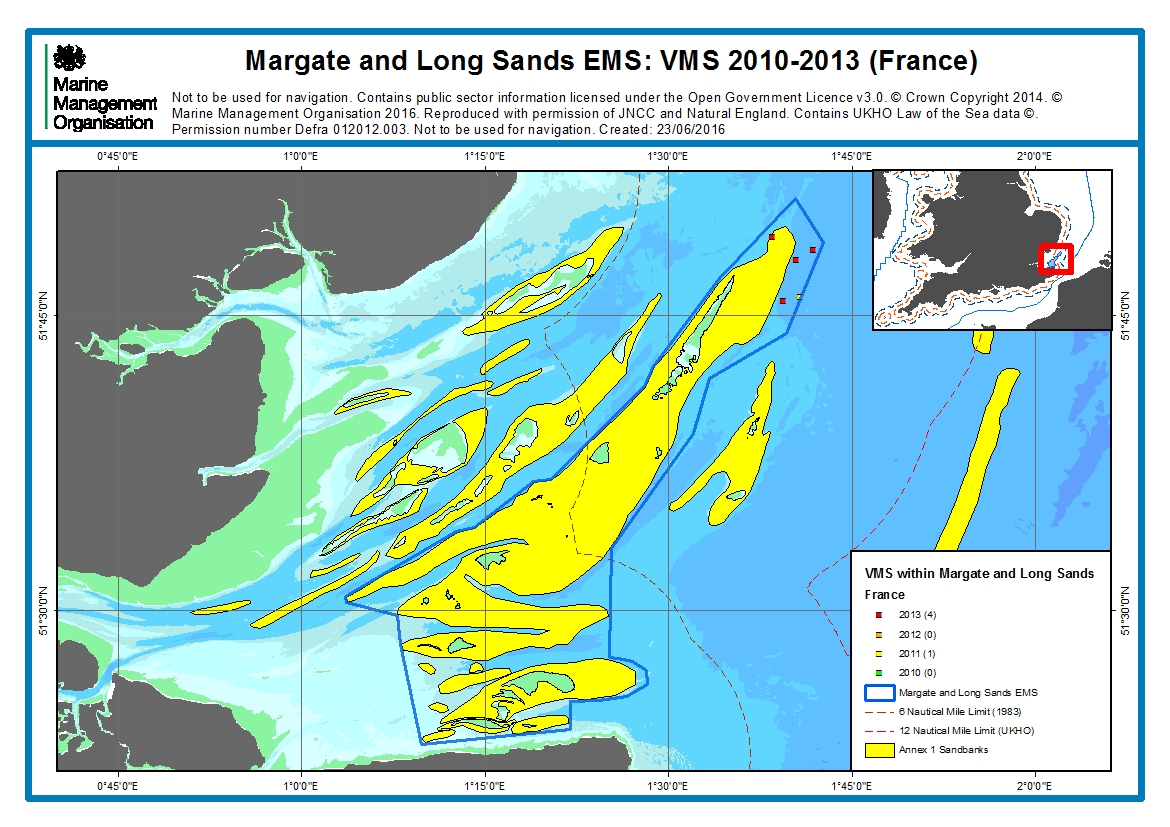 Marine
Management
Organisation
Margate and Long Sands EMS: VMS 2010-2013 (France)
Not to be used for navigation. Contains public sector information licensed under the Open Government Licence v3.0. © Crown Copyright 2014. ©
Marine Management Organisation 2016. Reproduced with permission of JNCC and Natural England. Contains UKHO Law of the Sea data ©.
Permission number Defra 012012.003. Not to be used for navigation. Created: 23/06/2016
0°45'0"E 1°0'0"E 1°15'0"E 1°30'0"E 1°45'0"E 2°0'0"E
51°45'0"N
51°45'0"N
51°30'0"N
51°30'0"N
VMS within Margate and Long Sands
France
2013 (4)
2012 (0)
2011 (1)
2010 (0)
Margate and Long Sands EMS
6 Nautical Mile Limit (1983)
12 Nautical Mile Limit (UKHO)
Annex 1 Sandbanks
0°45'0"E 1°0'0"E 1°15'0"E 1°30'0"E 1°45'0"E 2°0'0"E